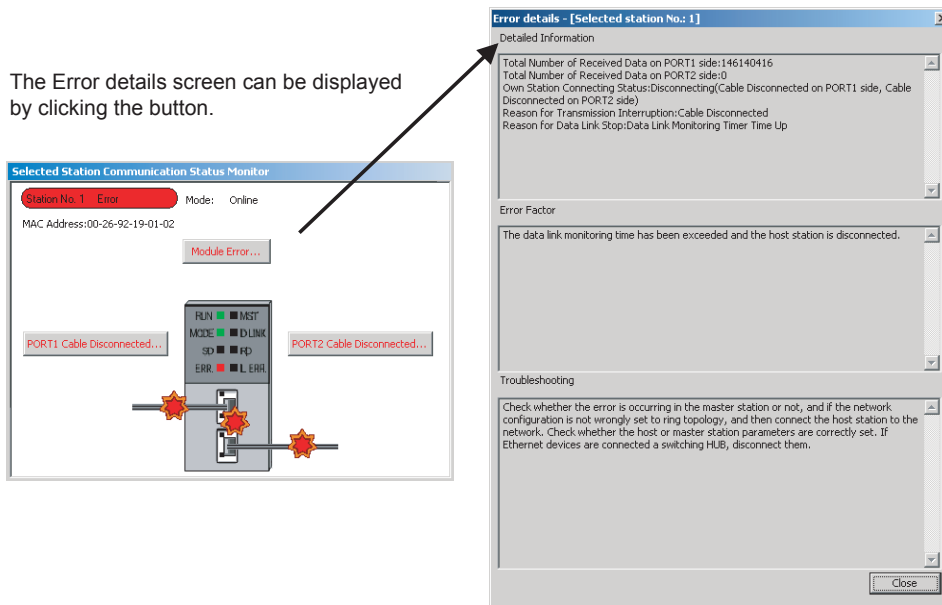 The Error details screen can be displayed
by clicking the button.
Selected Station Communication Status Monitor
Station No. 1 Error
Mode: Online
MAC Address:00-26-92-19-01-02
Module Error...
PORT1 Cable Disconnected...
PORT2 Cable Disconnected...
RUN MST
MODE D LINK
SD RD
ERR. L ERR.
Error details - [Selected station No.: 1]
Detailed Information
Total Number of Received Data on PORT1 side:146140416
Total Number of Received Data on PORT2 side:0
Own Station Connecting Status:Disconnecting(Cable Disconnected on PORT1 side, Cable
Disconnected on PORT2 side)
Reason for Transmission Interruption:Cable Disconnected
Reason for Data Link Stop:Data Link Monitoring Timer Time Up
Error Factor
The data link monitoring time has been exceeded and the host station is disconnected.
Troubleshooting
Check whether the error is occurring in the master station or not, and if the network
configuration is not wrongly set to ring topology, and then connect the host station to the
network. Check whether the host or master station parameters are correctly set. If
Ethernet devices are connected a switching HUB, disconnect them.
Close